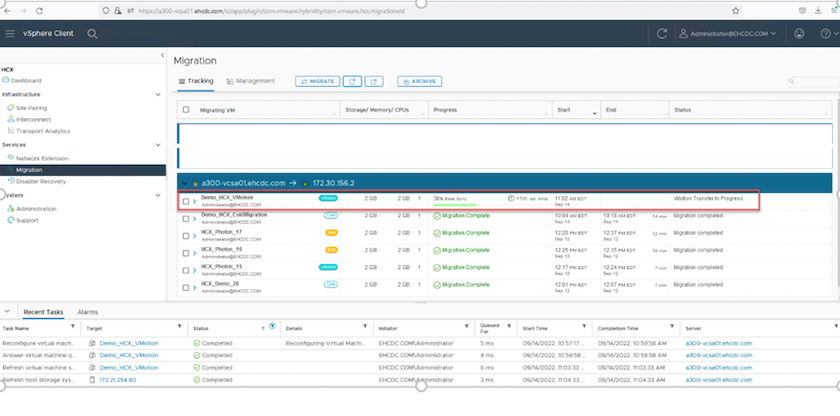 https://a300-vcsa01.ehcdc.com/ui/app/plugin/com.vmware.hybridity/com.vmware.hcx.migrationold
vSphere Client
Administrator@EHCDC.COM
HCX
Dashboard
Infrastructure
Site Pairing
Interconnect
Transport Analytics
Services
Network Extension
Migration
Disaster Recovery
System
Administration
Support
Migration
Tracking Management MIGRATE ARCHIVE
Migrating VM Storage/ Memory/ CPUs Progress Start End Status
a300-vcsa01.ehcdc.com → 172.30.156.2
Demo_HCX_VMotion vMotion 2 GB 2 GB 1 38% Base Sync 11:02 AM EDT vMotion Transfer In Progress
Administrator@EHCDC.COM Sep 14
Demo_HCX_ColdMigration Cold 2 GB 2 GB 1 Migration Complete 10:04 AM EDT 10:18 AM EDT 14 min Migration completed
Administrator@EHCDC.COM Sep 14 Sep 14
HCX_Photon_17 Bulk 2 GB 2 GB 1 Migration Complete 12:25 PM EDT 12:37 PM EDT 12 min Migration completed
Administrator@EHCDC.COM Sep 12 Sep 12
HCX_Photon_16 Bulk 2 GB 2 GB 1 Migration Complete 12:25 PM EDT 12:35 PM EDT 10 min Migration completed
Administrator@EHCDC.COM Sep 12 Sep 12
HCX_Photon_15 vMotion 2 GB 2 GB 1 Migration Complete 12:17 PM EDT 12:24 PM EDT 7 min Migration completed
Administrator@EHCDC.COM Sep 12 Sep 12
HCX_Demo_20 Cold 2 GB 2 GB 1 Migration Complete 12:01 PM EDT 12:07 PM EDT 7 min Migration completed
Administrator@EHCDC.COM Sep 12 Sep 12
Recent Tasks Alarms
Task Name Target Status Details Initiator Queued For Start Time Completion Time Server
Reconfigure virtual machin... Demo_HCX_VMotion Completed Reconfiguring Virtual Machin... EHCDC.COM\Administrator 5 ms 09/14/2022, 10:57:17 ... 09/14/2022, 10:59:58 AM a300-vcsa01.ehcdc.com
Answer virtual machine q... Demo_HCX_VMotion Completed EHCDC.COM\Administrator 4 ms 09/14/2022, 10:59:58 ... 09/14/2022, 10:59:58 AM a300-vcsa01.ehcdc.com
Refresh virtual machine s... Demo_HCX_VMotion Completed EHCDC.COM\Administrator 6 ms 09/14/2022, 11:03:33 ... 09/14/2022, 11:03:33 AM a300-vcsa01.ehcdc.com
Refresh host storage sys... 172.21.254.80 Completed EHCDC.COM\Administrator 3 ms 09/14/2022, 11:04:33 ... 09/14/2022, 11:04:33 AM a300-vcsa01.ehcdc.com